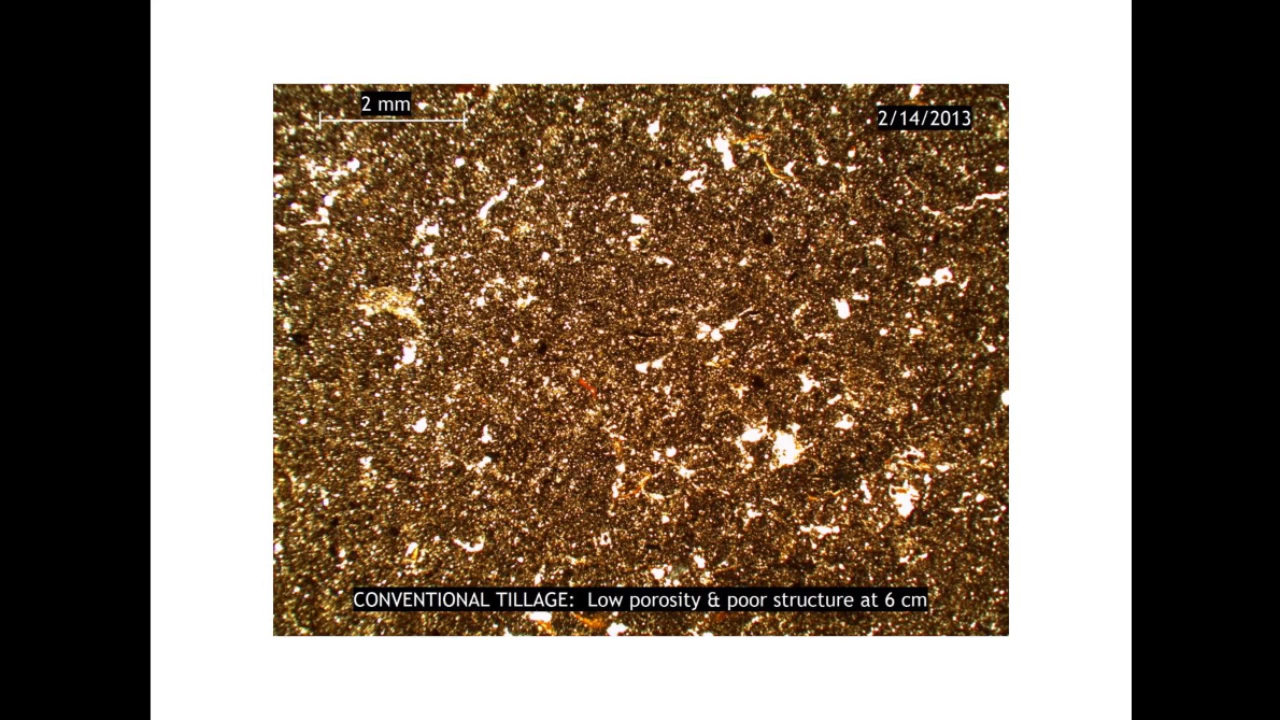 2 mm
2/14/2013
CONVENTIONAL TILLAGE: Low porosity & poor structure at 6 cm